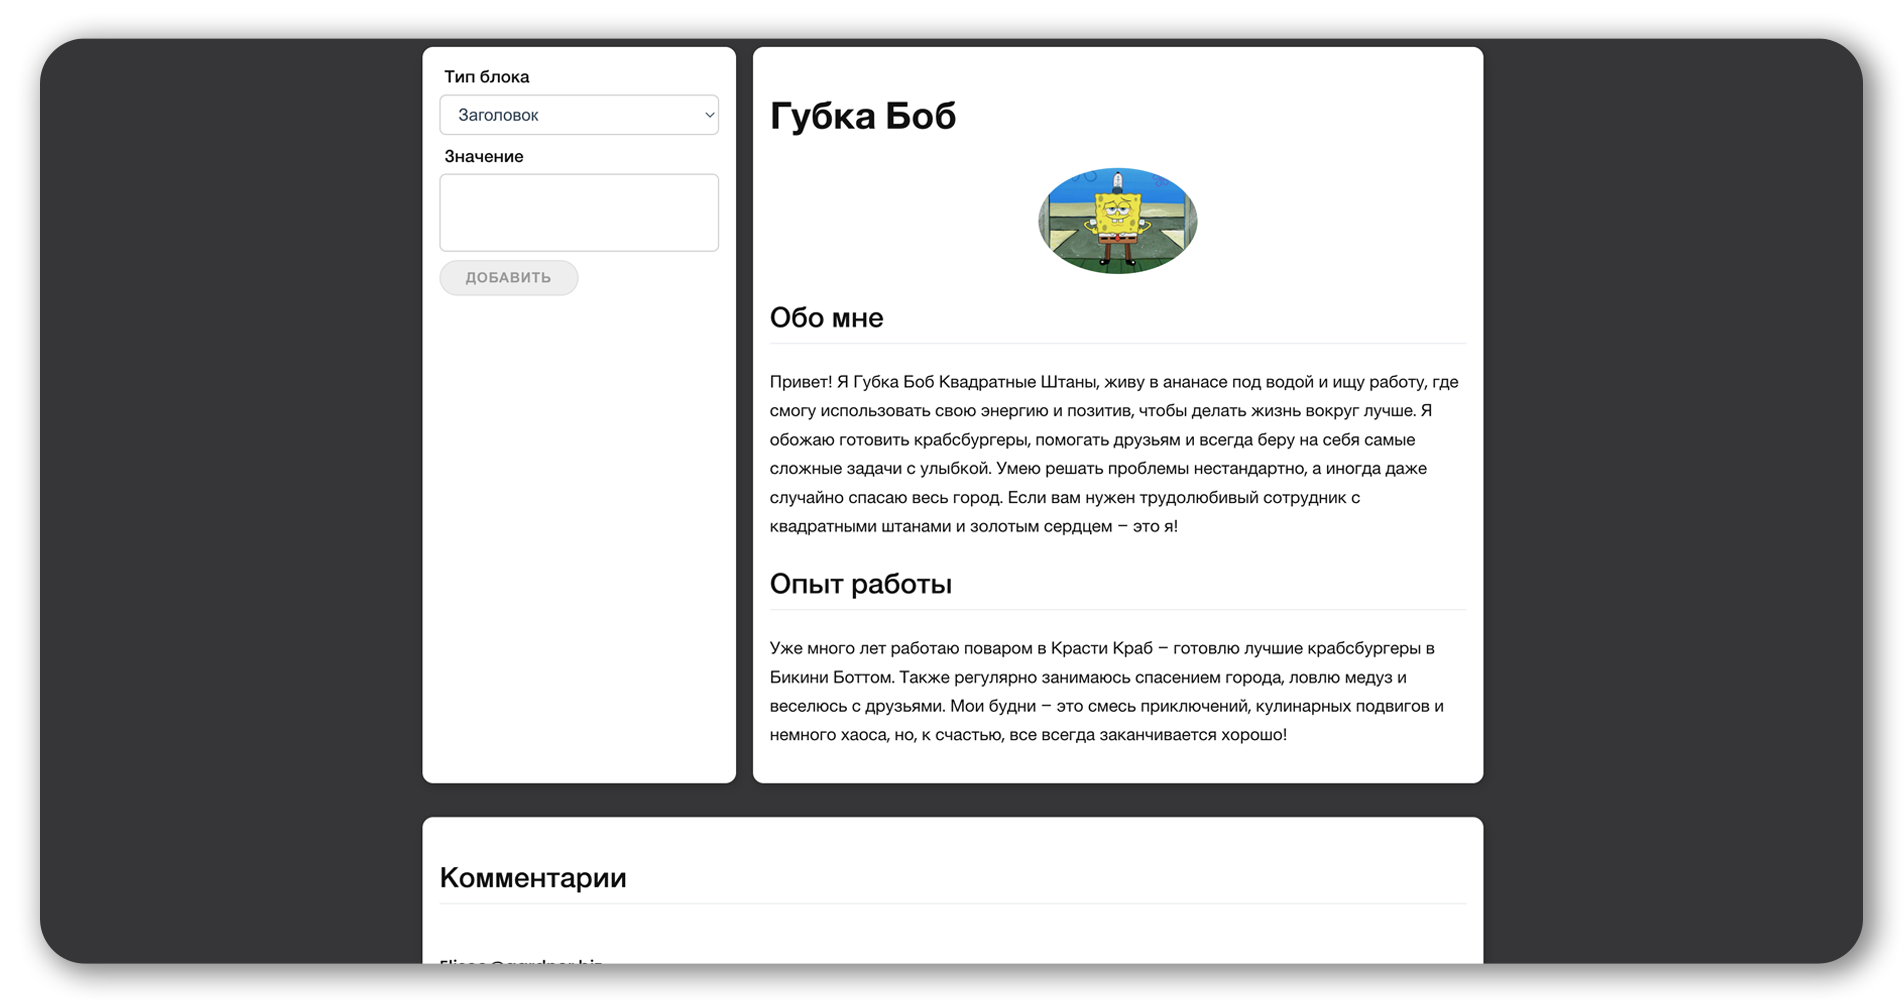 Тип блока
Заголовок
Значение
ДОБАВИТЬ
Губка Боб
Обо мне
Привет! Я Губка Боб Квадратные Штаны, живу в ананасе под водой и ищу работу, где
смогу использовать свою энергию и позитив, чтобы делать жизнь вокруг лучше. Я
обожаю готовить крабсбургеры, помогать друзьям и всегда беру на себя самые
сложные задачи с улыбкой. Умею решать проблемы нестандартно, а иногда даже
случайно спасаю весь город. Если вам нужен трудолюбивый сотрудник с
квадратными штанами и золотым сердцем – это я!
Опыт работы
Уже много лет работаю поваром в Красти Краб – готовлю лучшие крабсбургеры в
Бикини Боттом. Также регулярно занимаюсь спасением города, ловлю медуз и
веселюсь с друзьями. Мои будни – это смесь приключений, кулинарных подвигов и
немного хаоса, но, к счастью, все всегда заканчивается хорошо!
Комментарии